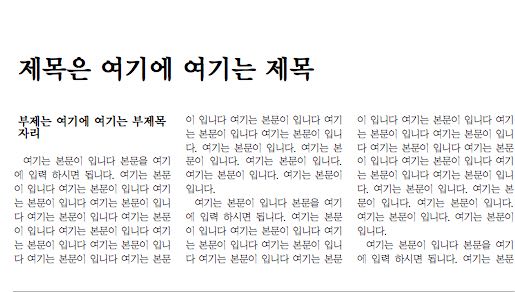 제목은 여기에 여기는 제목
부제는 여기에 여기는 부제목
자리
여기는 본문이 입니다 본문을 여기
에 입력 하시면 됩니다. 여기는 본문
이 입니다 여기는 본문이 입니다 여기
는 본문이 입니다 여기는 본문이 입니
다 여기는 본문이 입니다 여기는 본문
이 입니다 여기는 본문이 입니다 여기
는 본문이 입니다 여기는 본문이 입니
다 여기는 본문이 입니다 여기는 본문
이 입니다 여기는 본문이 입니다 여기
는 본문이 입니다 여기는 본문이 입니
다. 여기는 본문이 입니다. 여기는 본
문이 입니다. 여기는 본문이 입니다.
여기는 본문이 입니다. 여기는 본문이
입니다.
여기는 본문이 입니다 본문을 여기
에 입력 하시면 됩니다. 여기는 본문
이 입니다 여기는 본문이 입니다 여기
는 본문이 입니다 여기는 본문이 입니
다 여기는 본문이 입니다 여기는 본문
이 입니다 여기는 본문이 입니다 여기
는 본문이 입니다 여기는 본문이 입니
다 여기는 본문이 입니다 여기는 본문
이 입니다 여기는 본문이 입니다 여기
는 본문이 입니다 여기는 본문이 입니
다. 여기는 본문이 입니다. 여기는 본
문이 입니다. 여기는 본문이 입니다.
여기는 본문이 입니다. 여기는 본문이
입니다.
여기는 본문이 입니다 본문을 여기
에 입력 하시면 됩니다. 여기는 본문